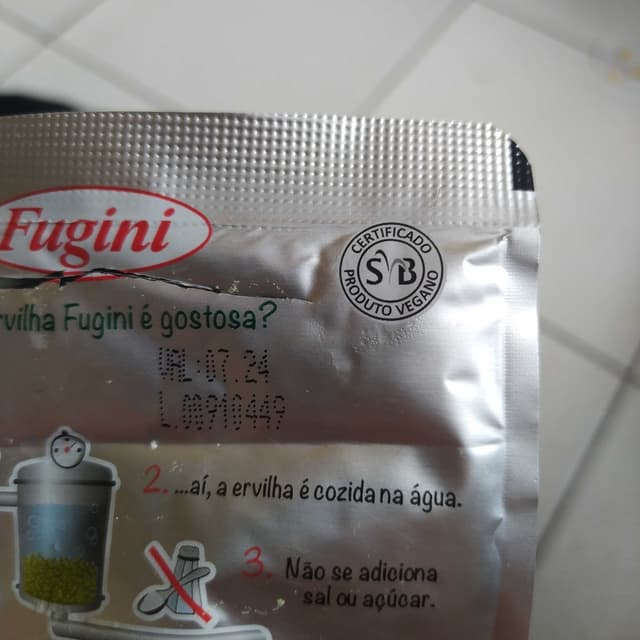 Fugini
CERTIFICADO
SVB
PRODUTO VEGANO
rvilha Fugini é gostosa?
VAL:07.24
L.00910449
2. ...aí, a ervilha é cozida na água.
3. Não se adiciona
sal ou açúcar.